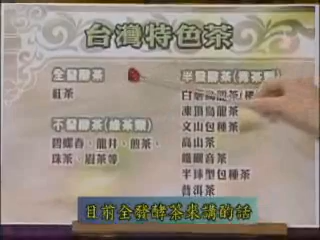 台灣特色茶
全發酵茶
紅茶
不發酵茶(綠茶類)
碧螺春、龍井、煎茶、
珠茶、眉茶等
半發酵茶(青茶類)
凍頂烏龍茶
文山包種茶
高山茶
鐵觀音茶
半球型包種茶
普洱茶
目前全發酵茶來講的話